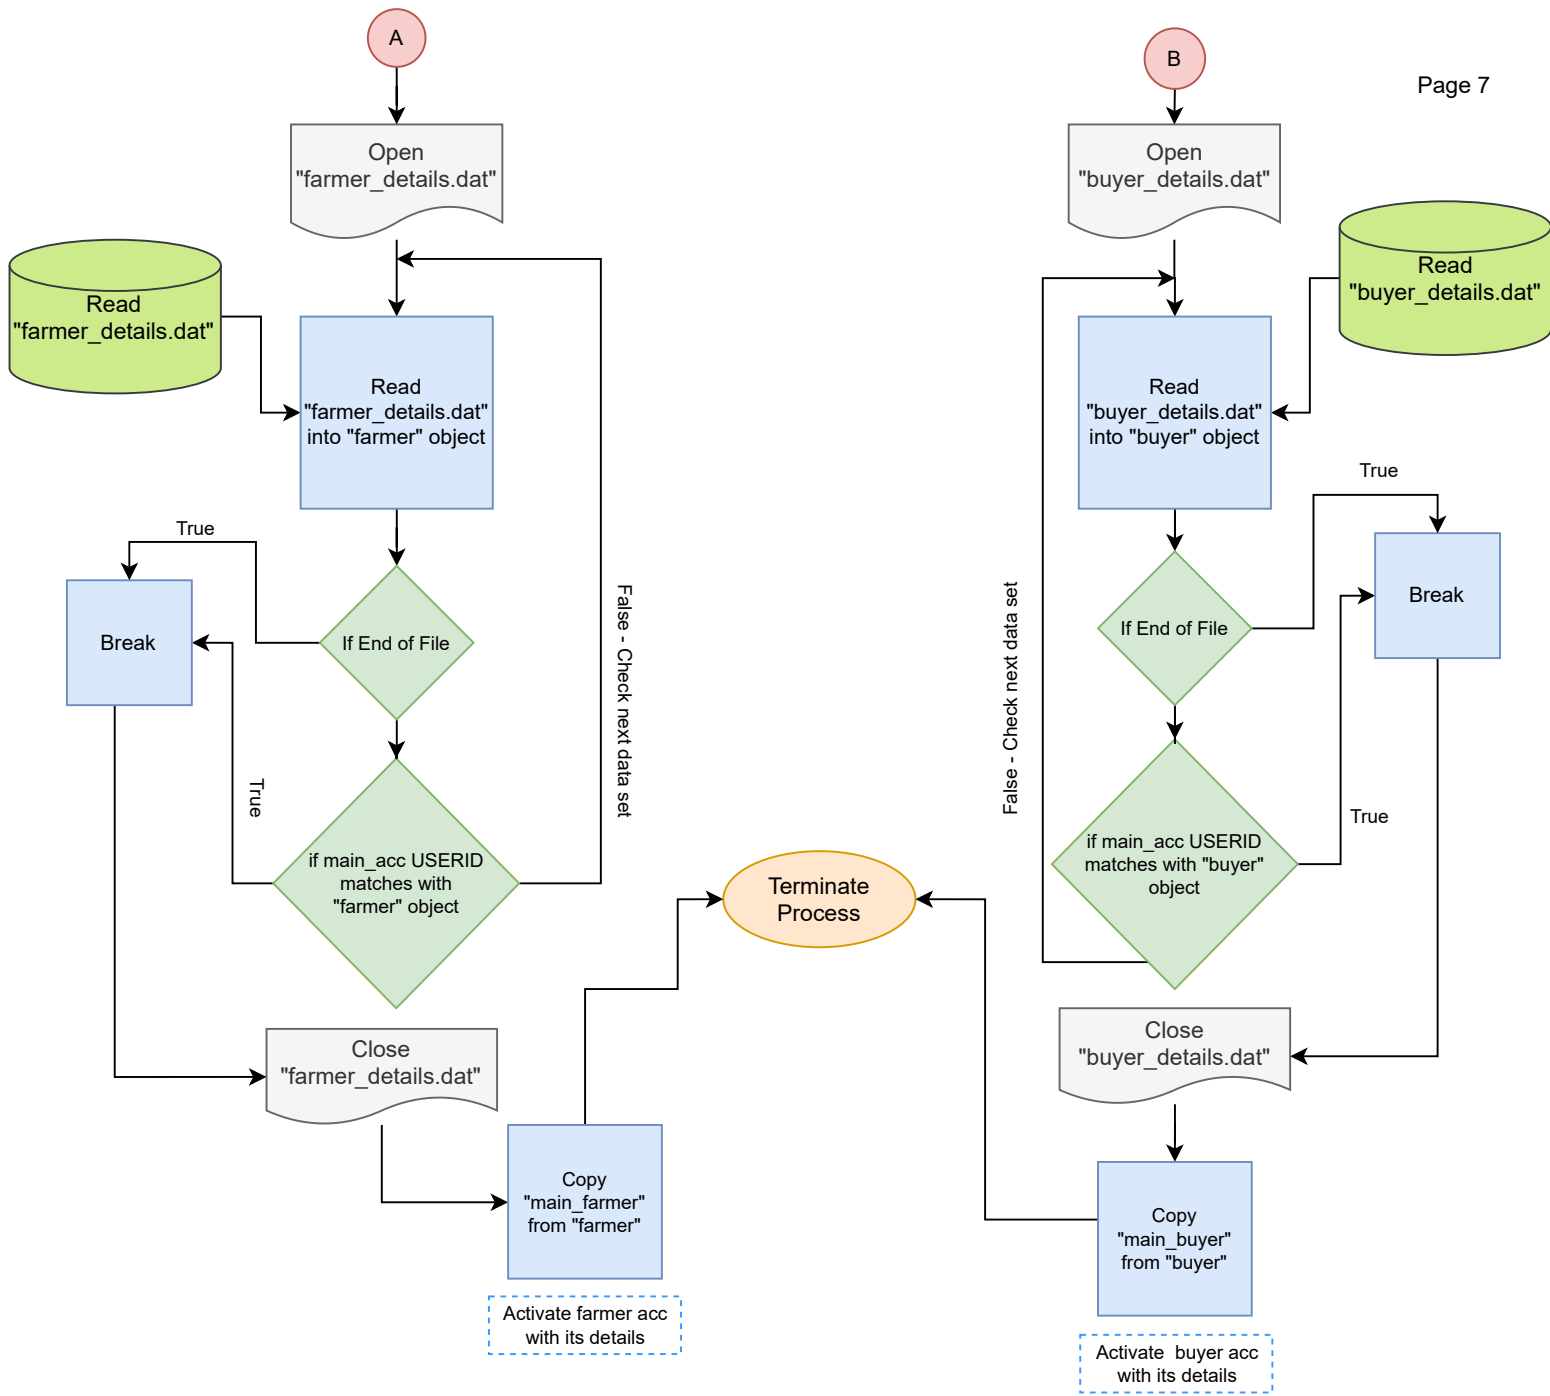 A
B
Page 7
Open
"farmer_details.dat"
Open
"buyer_details.dat"
Read
"farmer_details.dat"
Read
"buyer_details.dat"
Read
"farmer_details.dat"
into "farmer" object
Read
"buyer_details.dat"
into "buyer" object
True
True
Break
If End of File
False - Check next data set
False - Check next data set
If End of File
Break
True
True
if main_acc USERID
matches with
"farmer" object
Terminate
Process
if main_acc USERID
matches with "buyer"
object
Close
"farmer_details.dat"
Close
"buyer_details.dat"
Copy
"main_farmer"
from "farmer"
Copy
"main_buyer"
from "buyer"
Activate farmer acc
with its details
Activate  buyer acc
with its details